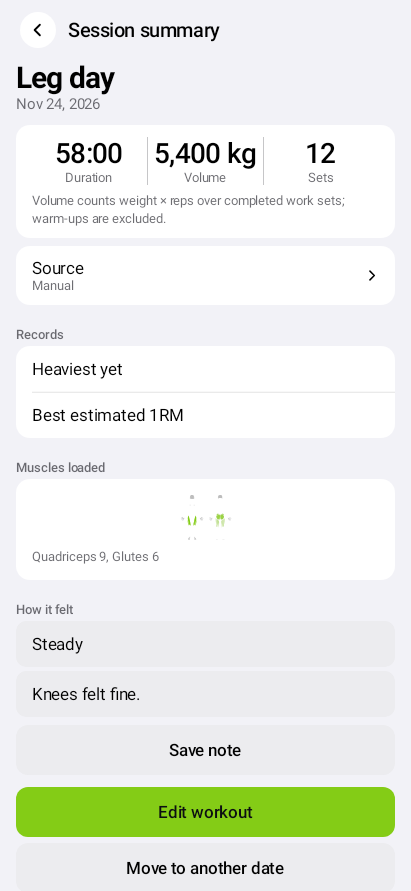 Session summary
Leg day
Nov 24, 2026
58:00
Duration
5,400 kg
Volume
12
Sets
Volume counts weight × reps over completed work sets;
warm-ups are excluded.
Source
Manual
Records
Heaviest yet
Best estimated 1RM
Muscles loaded
Quadriceps 9, Glutes 6
How it felt
Steady
Knees felt fine.
Save note
Edit workout
Move to another date